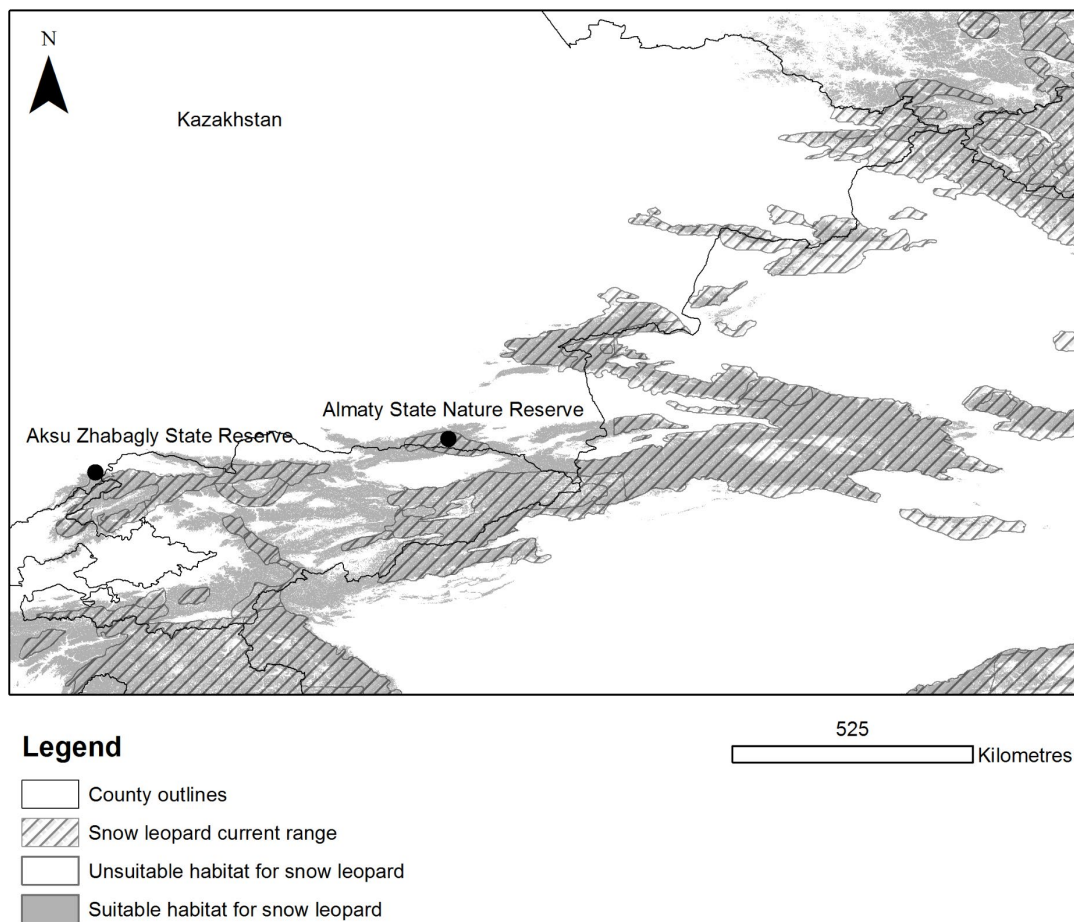 N
Kazakhstan
Almaty State Nature Reserve
Aksu Zhabagly State Reserve
Legend
525
Kilometres
County outlines
Snow leopard current range
Unsuitable habitat for snow leopard
Suitable habitat for snow leopard